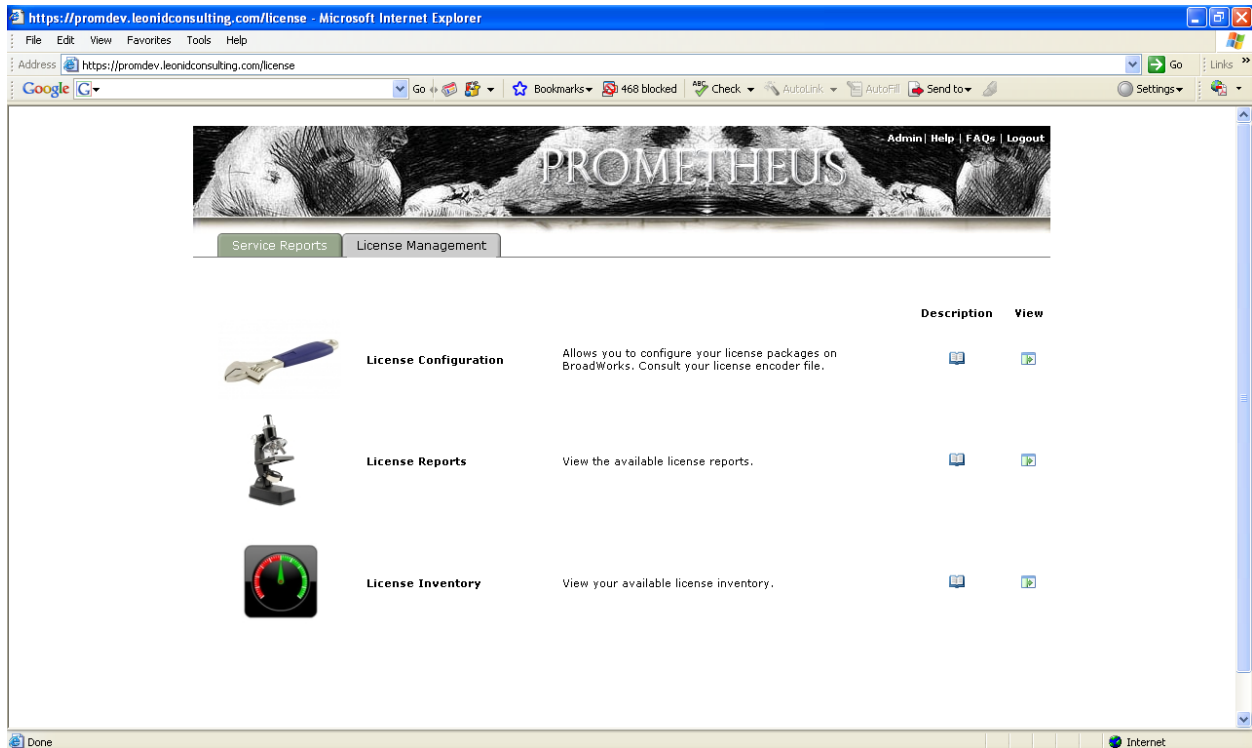 https://promdev.leonidconsulting.com/license - Microsoft Internet Explorer
File Edit View Favorites Tools Help
Address https://promdev.leonidconsulting.com/license Go Links »
Google G Go Bookmarks 468 blocked ABC Check AutoLink AutoFill Send to Settings
- Admin| Help | FAQs | Logout
PROMETHEUS
Service Reports License Management
Description View
License Configuration Allows you to configure your license packages on
BroadWorks. Consult your license encoder file.
License Reports View the available license reports.
License Inventory View your available license inventory.
Done Internet